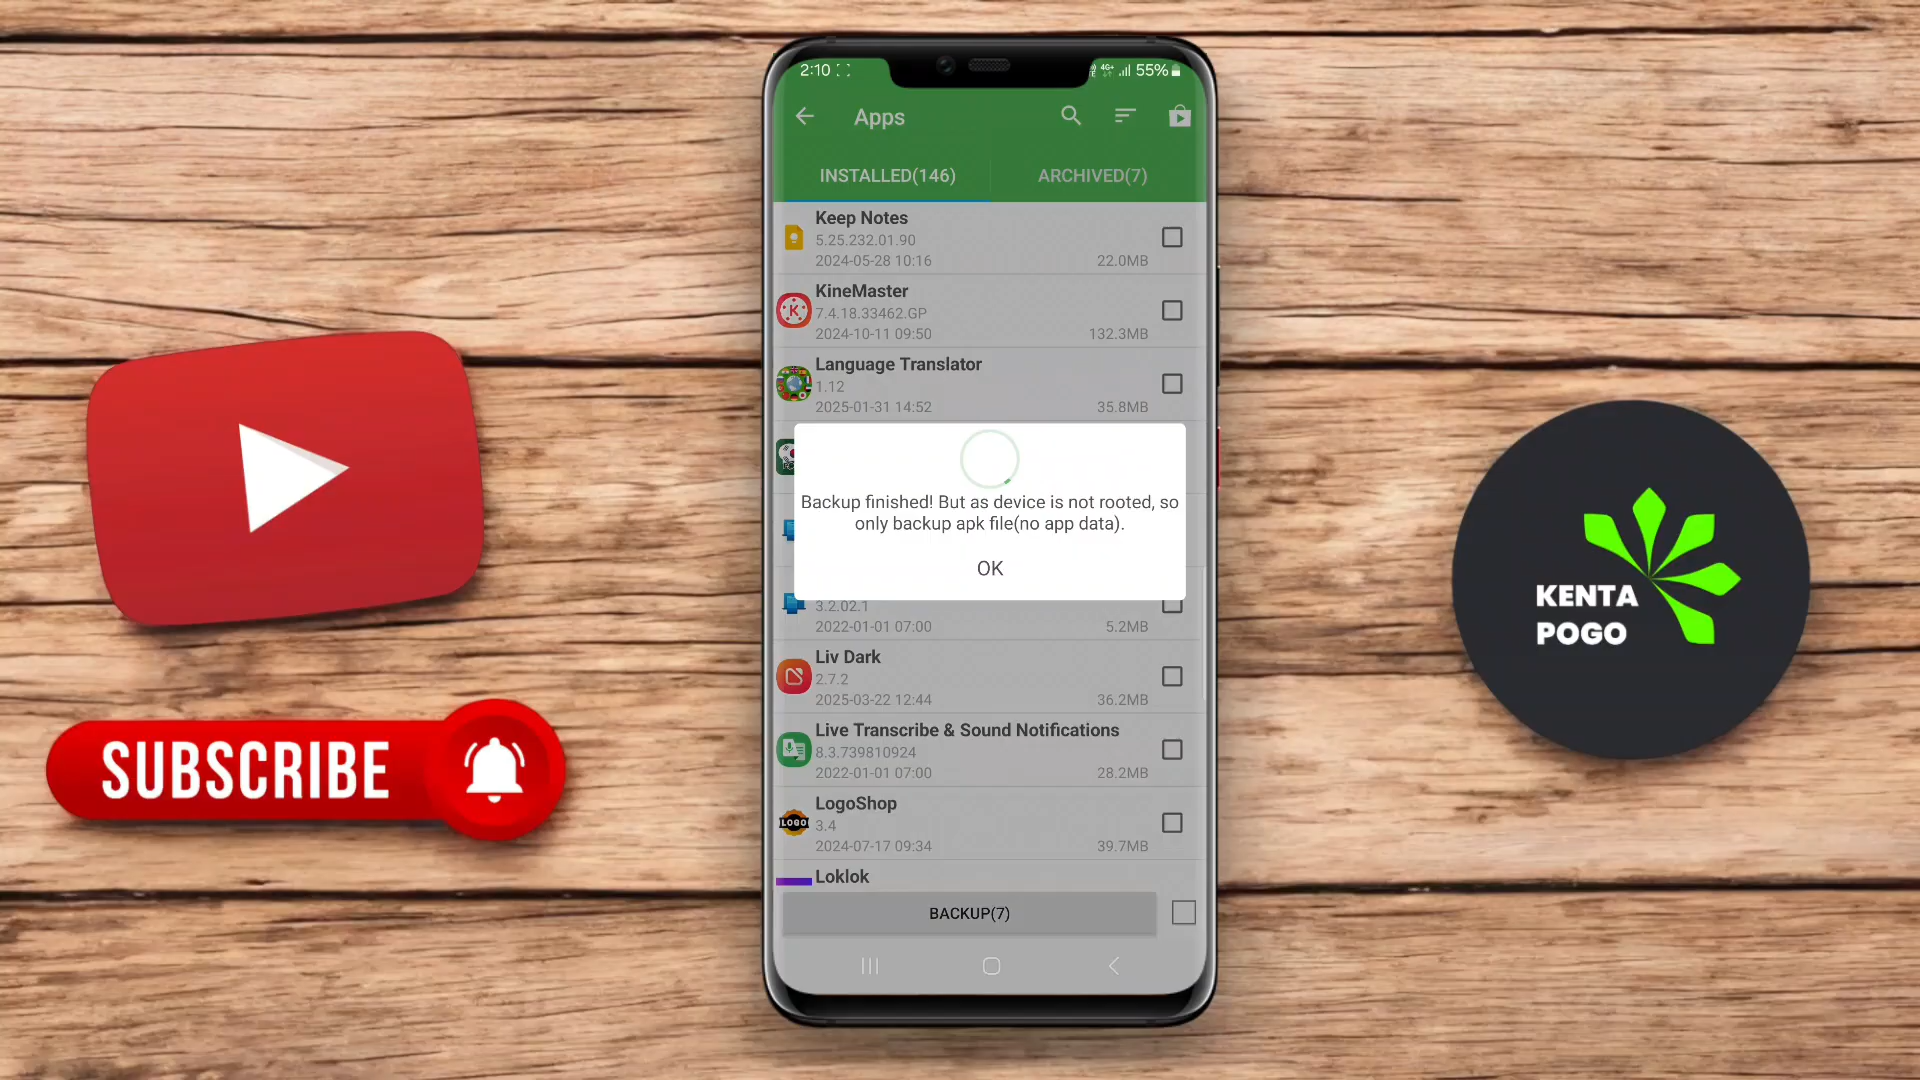 2:10
4G+
55%
Apps
INSTALLED(146)
ARCHIVED(7)
Keep Notes
5.25.232.01.90
2024-05-28 10:16
22.0MB
KineMaster
7.4.18.33462.GP
2024-10-11 09:50
132.3MB
Language Translator
1.12
2025-01-31 14:52
35.8MB
Backup finished! But as device is not rooted, so
only backup apk file(no app data).
OK
3.2.02.1
2022-01-01 07:00
5.2MB
Liv Dark
2.7.2
2025-03-22 12:44
36.2MB
Live Transcribe & Sound Notifications
8.3.739810924
2022-01-01 07:00
28.2MB
LogoShop
LOGO
3.4
2024-07-17 09:34
39.7MB
Loklok
BACKUP(7)
SUBSCRIBE
KENTA
POGO